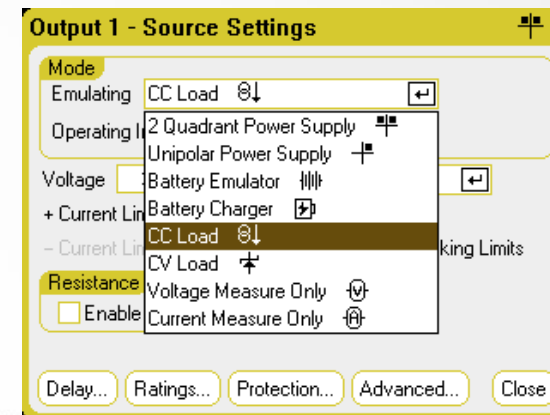 Output 1 - Source Settings
Mode
Emulating CC Load
Operating
2 Quadrant Power Supply
Unipolar Power Supply
Voltage
Battery Emulator
+ Current
Battery Charger
CC Load
- Current
king Limits
CV Load
Resistance
Voltage Measure Only
Enable
Current Measure Only
Delay... Ratings... Protection... Advanced... Close